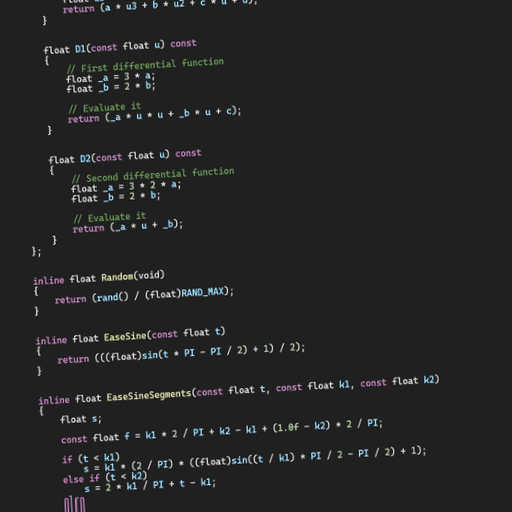 return (a * u3 + b * u2 + c * u + d);
}
float D1(const float u) const
{
// First differential function
float _a = 3 * a;
float _b = 2 * b;
// Evaluate it
return (_a * u * u + _b * u + c);
}
float D2(const float u) const
{
// Second differential function
float _a = 3 * 2 * a;
float _b = 2 * b;
// Evaluate it
return (_a * u + _b);
}
};
inline float Random(void)
{
return (rand() / (float)RAND_MAX);
}
inline float EaseSine(const float t)
{
return (((float)sin(t * PI - PI / 2) + 1) / 2);
}
inline float EaseSineSegments(const float t, const float k1, const float k2)
{
float s;
const float f = k1 * 2 / PI + k2 - k1 + (1.0f - k2) * 2 / PI;
if (t < k1)
s = k1 * (2 / PI) * ((float)sin((t / k1) * PI / 2 - PI / 2) + 1);
else if (t < k2)
s = 2 * k1 / PI + t - k1;